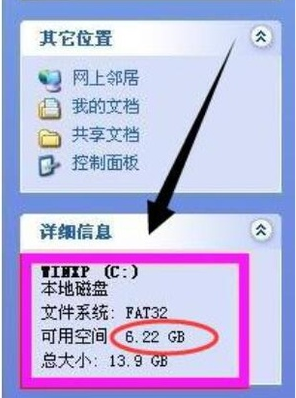 其它位置
网上邻居
我的文档
共享文档
控制面板
详细信息
WINXP (C:)
本地磁盘
文件系统: FAT32
可用空间: 6.22 GB
总大小: 13.9 GB